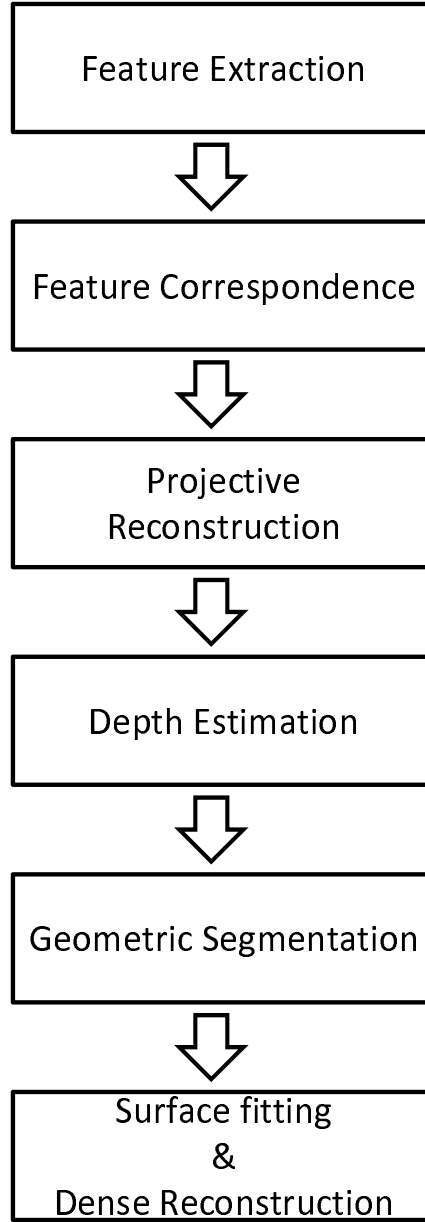 Feature Extraction
Feature Correspondence
Projective
Reconstruction
Depth Estimation
Geometric Segmentation
Surface fitting
&
Dense Reconstruction